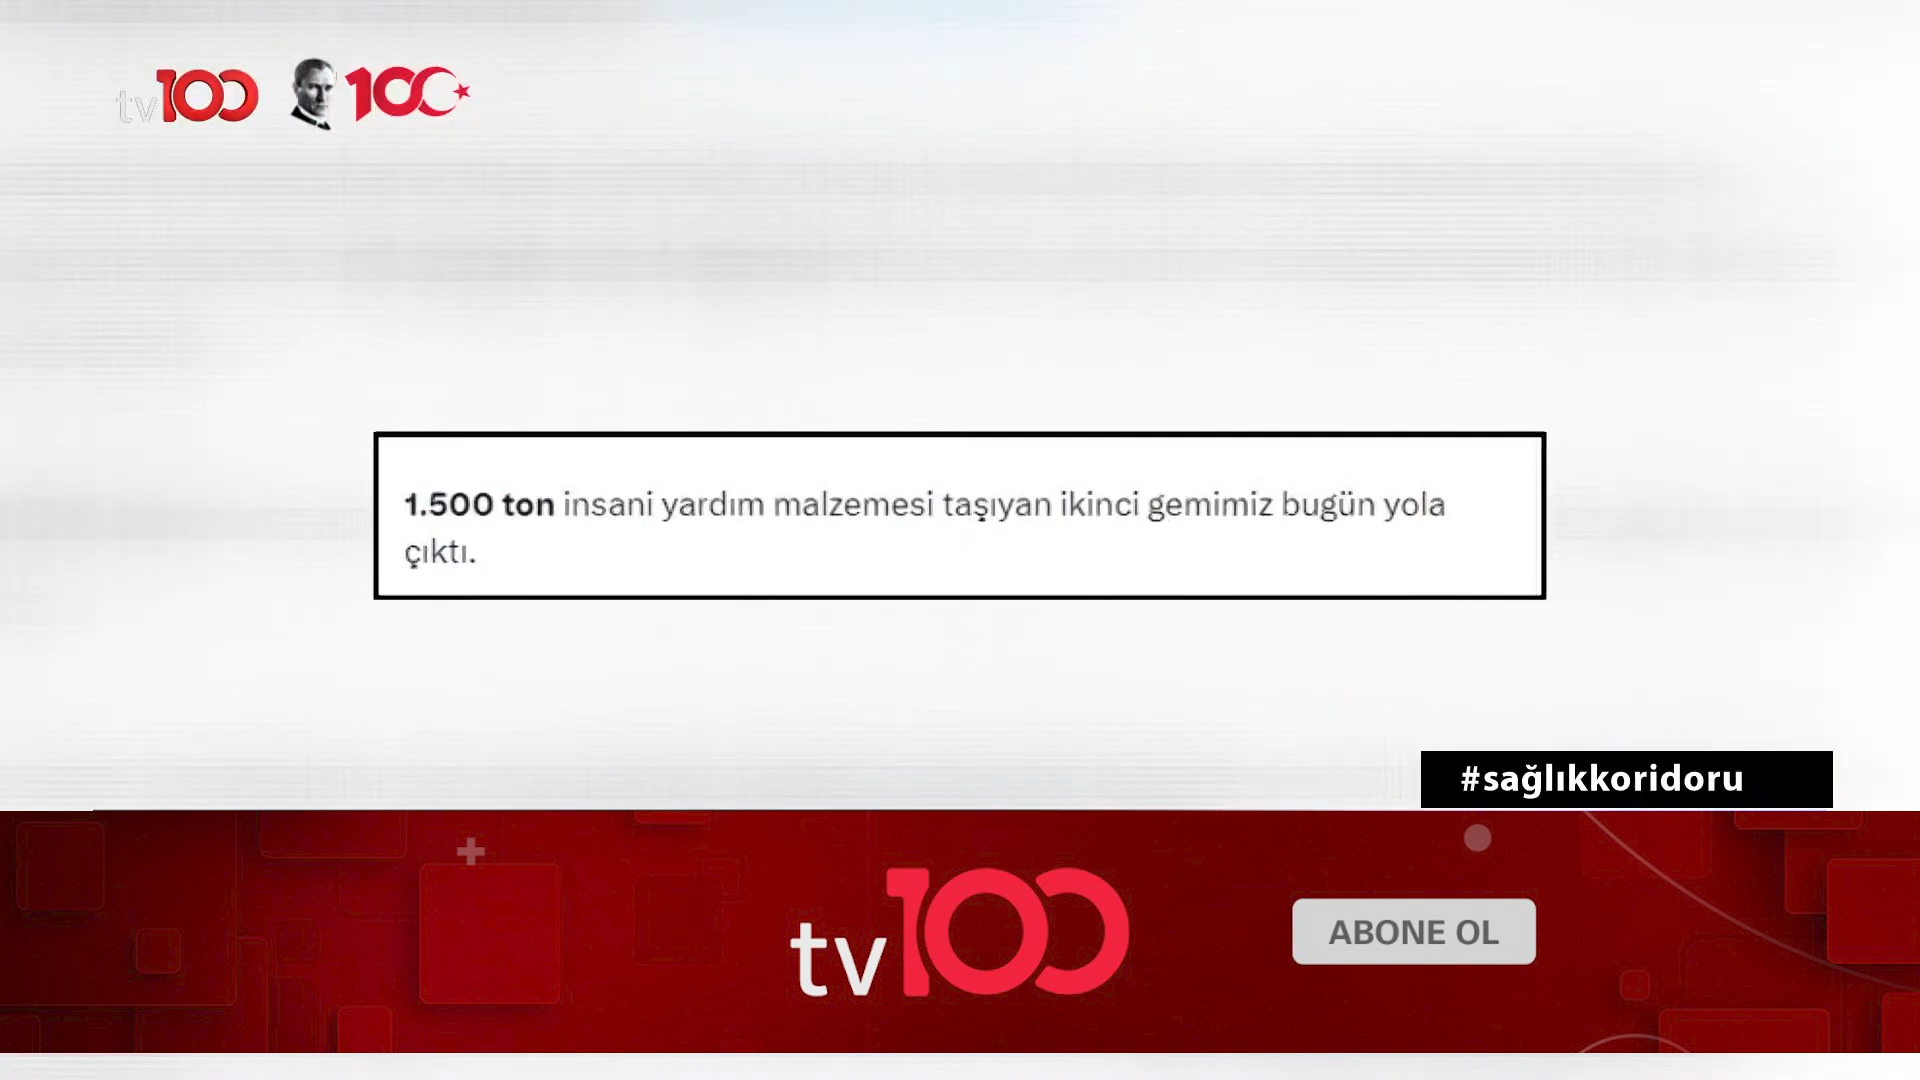 tv100
100
1.500 ton insani yardım malzemesi taşıyan ikinci gemimiz bugün yola
çıktı.
#sağlıkkoridoru
tv100
ABONE OL